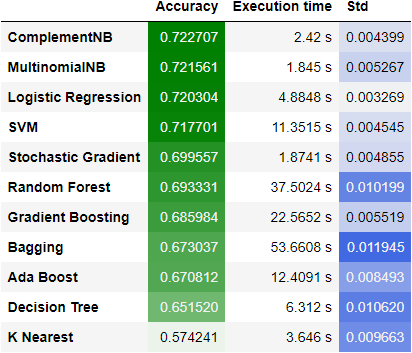 Accuracy Execution time Std
ComplementNB 0.722707 2.42 s 0.004399
MultinomialNB 0.721561 1.845 s 0.005267
Logistic Regression 0.720304 4.8848 s 0.003269
SVM 0.717701 11.3515 s 0.004545
Stochastic Gradient 0.699557 1.8741 s 0.004855
Random Forest 0.693331 37.5024 s 0.010199
Gradient Boosting 0.685984 22.5652 s 0.005519
Bagging 0.673037 53.6608 s 0.011945
Ada Boost 0.670812 12.4091 s 0.008493
Decision Tree 0.651520 6.312 s 0.010620
K Nearest 0.574241 3.646 s 0.009663